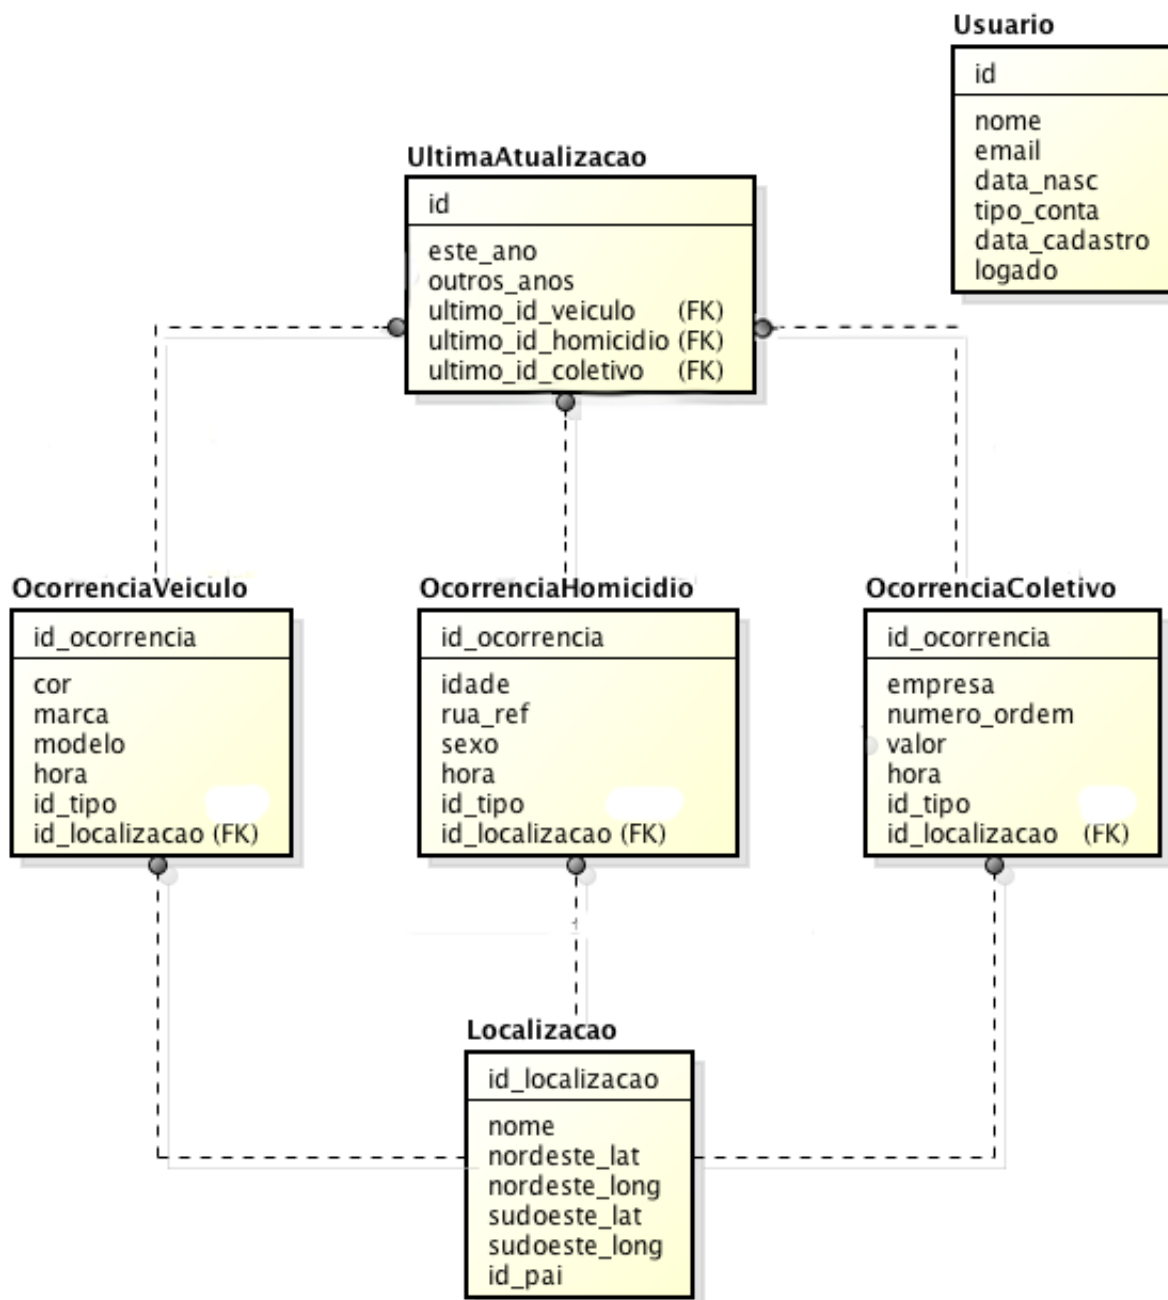 Usuario
id
nome
email
data_nasc
tipo_conta
data_cadastro
logado
UltimaAtualizacao
id
este_ano
outros_anos
ultimo_id_veiculo (FK)
ultimo_id_homicidio (FK)
ultimo_id_coletivo (FK)
OcorrenciaVeiculo
id_ocorrencia
cor
marca
modelo
hora
id_tipo
id_localizacao (FK)
OcorrenciaHomicidio
id_ocorrencia
idade
rua_ref
sexo
hora
id_tipo
id_localizacao (FK)
OcorrenciaColetivo
id_ocorrencia
empresa
numero_ordem
valor
hora
id_tipo
id_localizacao (FK)
Localizacao
id_localizacao
nome
nordeste_lat
nordeste_long
sudoeste_lat
sudoeste_long
id_pai